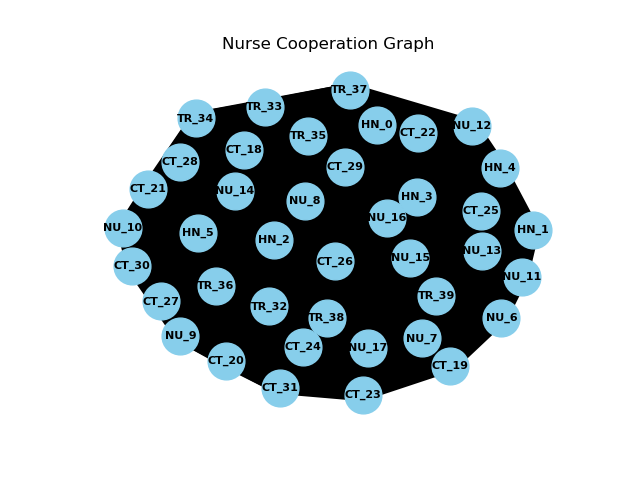 Nurse Cooperation Graph
TR_37
TR_33
TR_34
HN_0
NU_12
CT_22
TR_35
CT_18
CT_28
CT_29
HN_4
CT_21
NU_14
HN_3
NU_8
CT_25
NU_16
NU_10
HN_1
HN_5
HN_2
NU_13
NU_15
CT_26
CT_30
NU_11
TR_36
TR_39
CT_27
TR_32
TR_38
NU_6
NU_9
NU_7
CT_24
NU_17
CT_20
CT_19
CT_31
CT_23